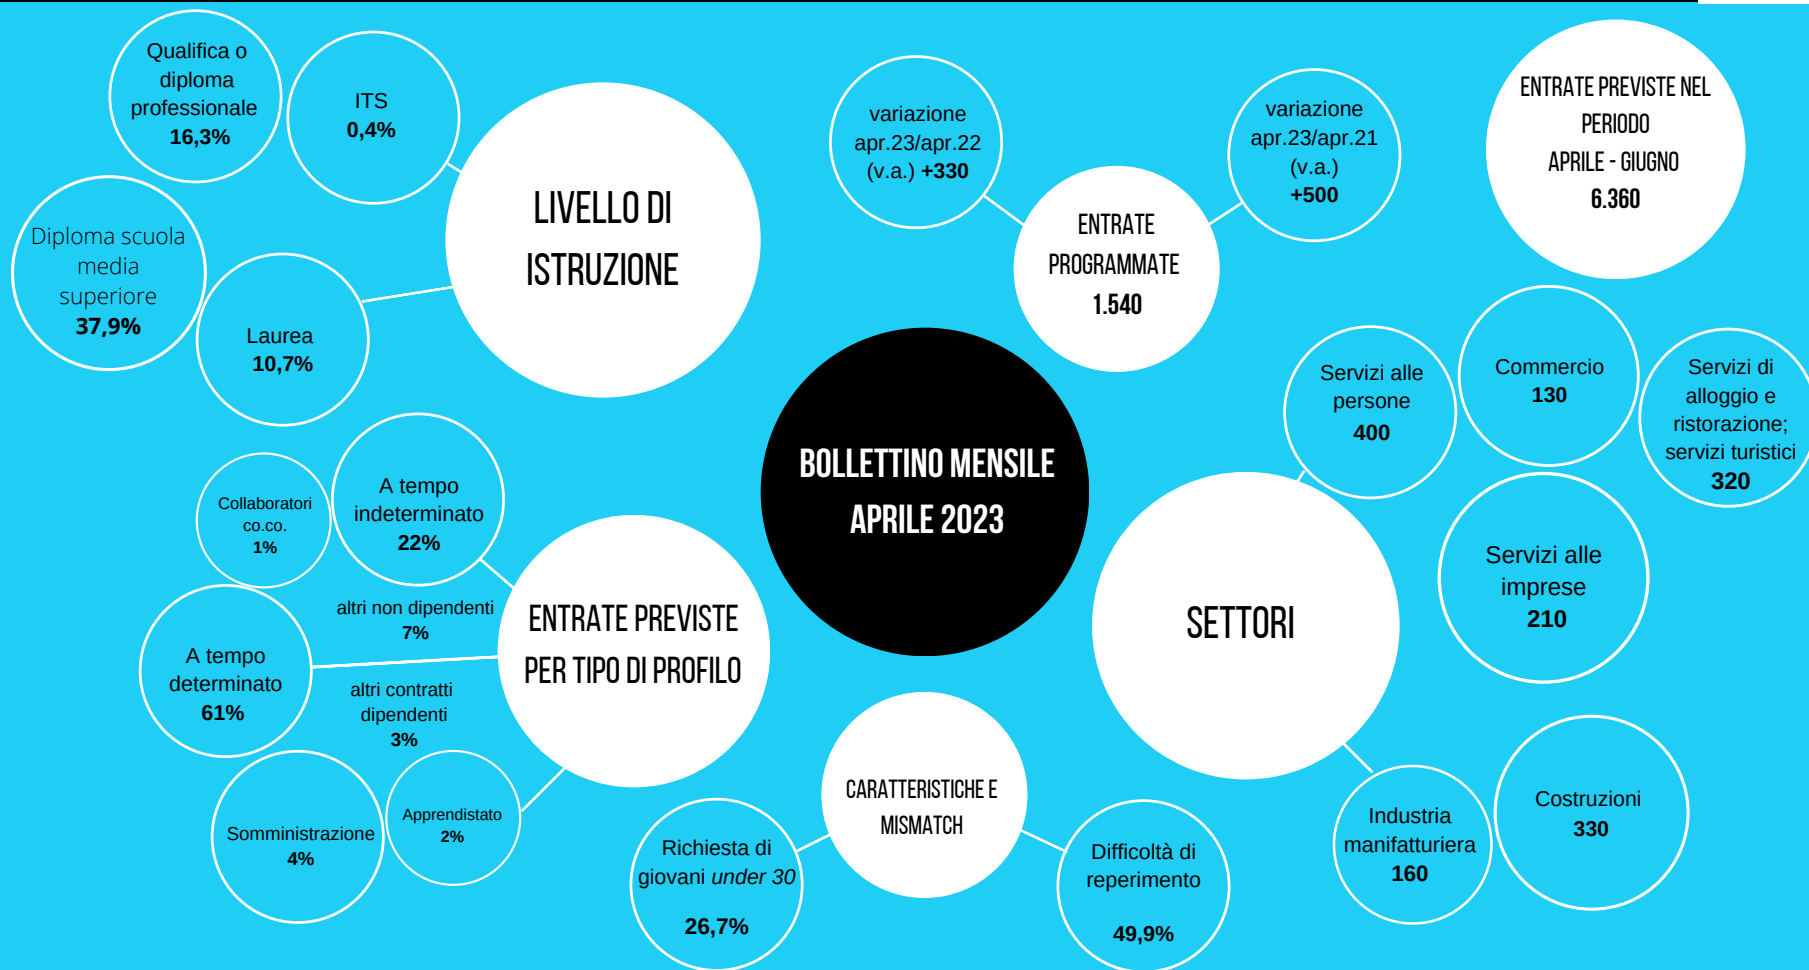 Qualifica o
diploma
professionale
16,3%
ITS
0,4%
LIVELLO DI
ISTRUZIONE
Diploma scuola
media
superiore
37,9%
Laurea
10,7%
variazione
apr.23/apr.22
(v.a.) +330
variazione
apr.23/apr.21
(v.a.)
+500
ENTRATE
PROGRAMMATE
1.540
ENTRATE PREVISTE NEL
PERIODO
APRILE - GIUGNO
6.360
BOLLETTINO MENSILE
APRILE 2023
Servizi alle
persone
400
Commercio
130
Servizi di
alloggio e
ristorazione;
servizi turistici
320
Servizi alle
imprese
210
SETTORI
Industria
manifatturiera
160
Costruzioni
330
Collaboratori
co.co.
1%
A tempo
indeterminato
22%
altri non dipendenti
7%
A tempo
determinato
61%
altri contratti
dipendenti
3%
Somministrazione
4%
Apprendistato
2%
ENTRATE PREVISTE
PER TIPO DI PROFILO
CARATTERISTICHE E
MISMATCH
Richiesta di
giovani under 30
26,7%
Difficoltà di
reperimento
49,9%